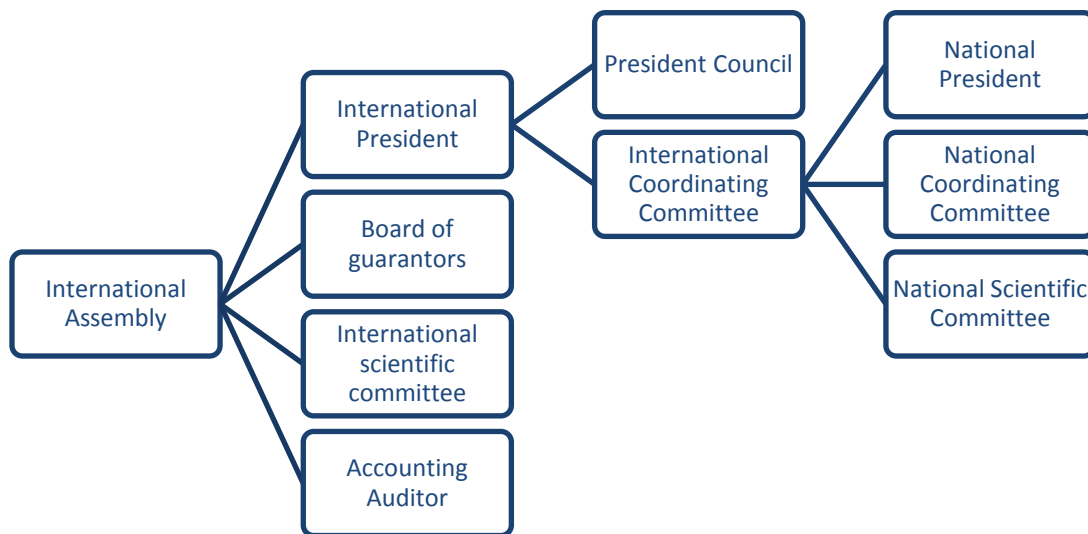 International
Assembly
International
President
Board of
guarantors
International
scientific
committee
Accounting
Auditor
President Council
International
Coordinating
Committee
National
President
National
Coordinating
Committee
National Scientific
Committee